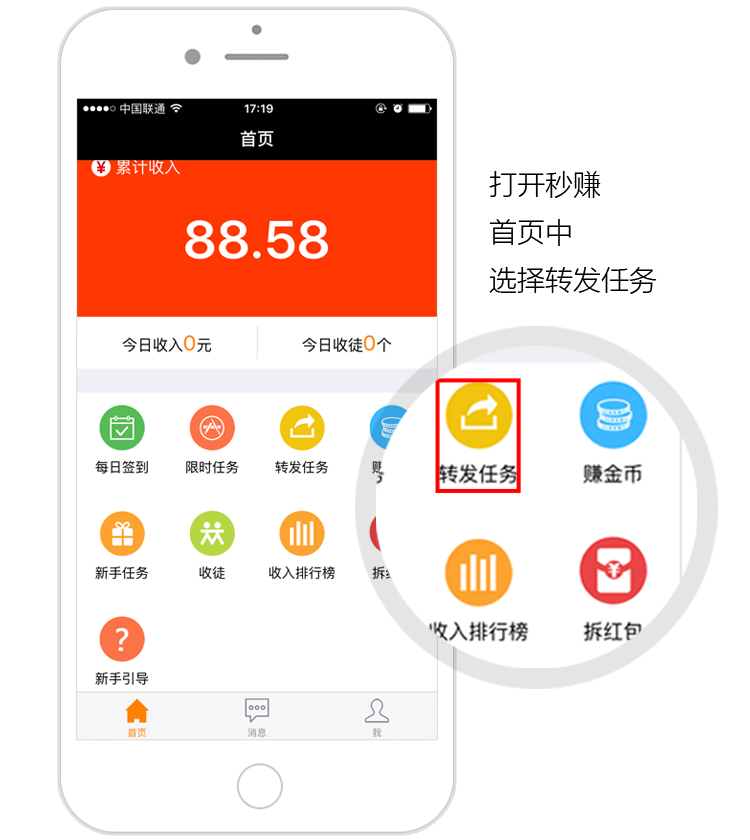 中国联通
17:19
首页
累计收入
88.58
今日收入0元
今日收徒0个
每日签到
限时任务
转发任务
新手任务
收徒
收入排行榜
新手引导
首页
消息
我
打开秒赚
首页中
选择转发任务
转发任务
赚金币
收入排行榜
拆红包